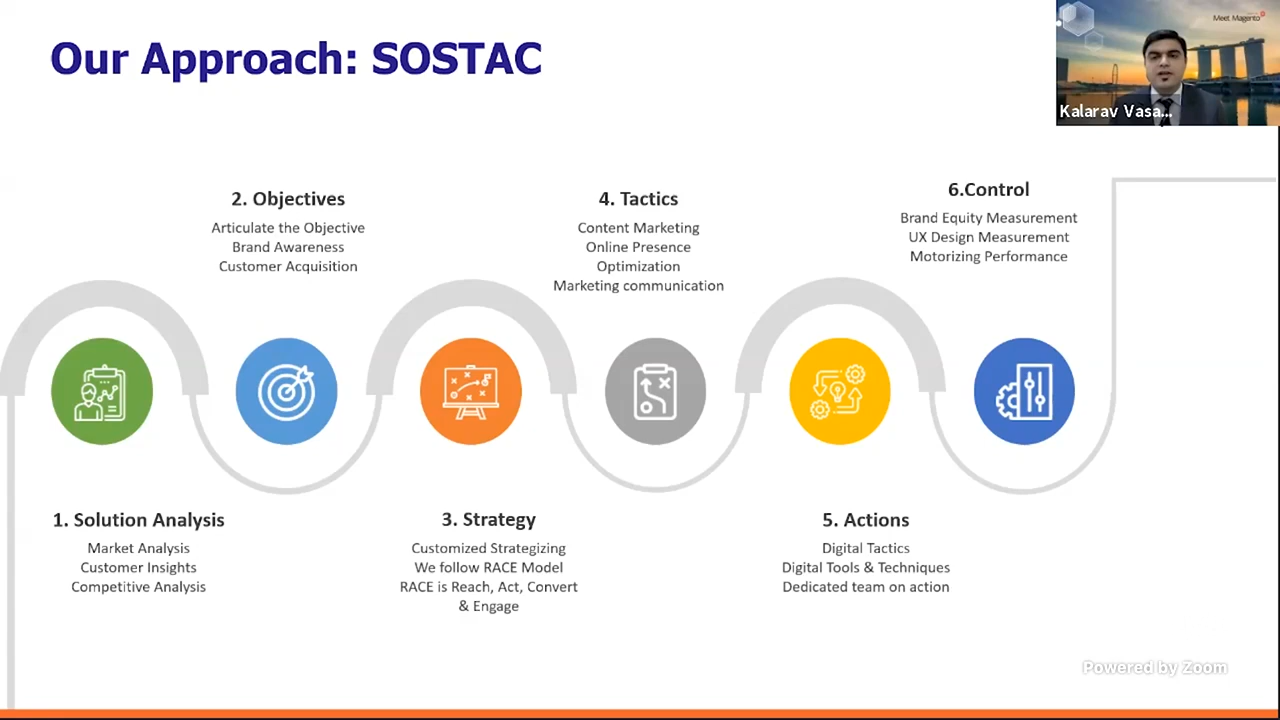 Our Approach: SOSTAC
Meet Magento
Kalarav Vasa...
2. Objectives
Articulate the Objective
Brand Awareness
Customer Acquisition
4. Tactics
Content Marketing
Online Presence
Optimization
Marketing communication
6.Control
Brand Equity Measurement
UX Design Measurement
Motorizing Performance
1. Solution Analysis
Market Analysis
Customer Insights
Competitive Analysis
3. Strategy
Customized Strategizing
We follow RACE Model
RACE is Reach, Act, Convert
& Engage
5. Actions
Digital Tactics
Digital Tools & Techniques
Dedicated team on action
Powered by Zoom